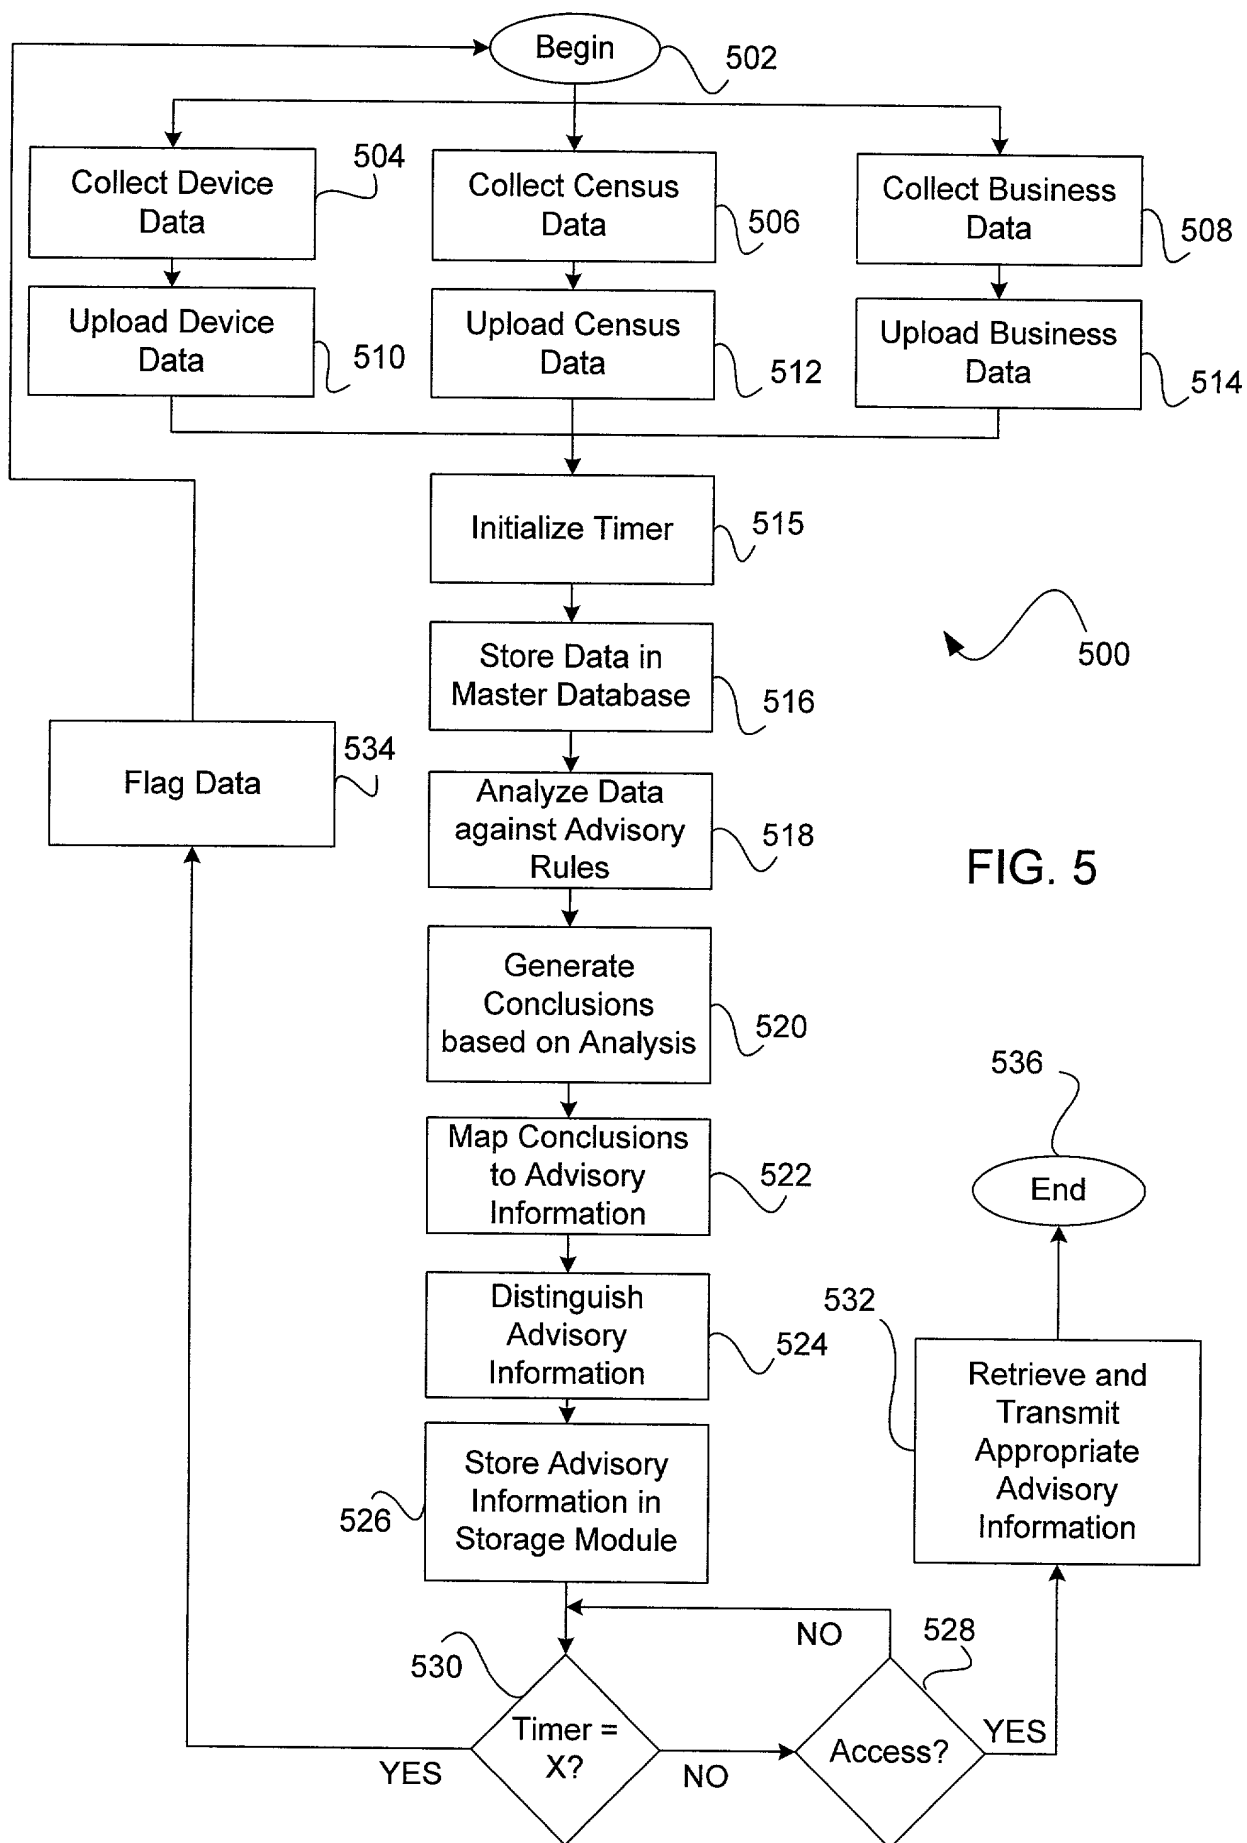 Begin
502
Collect Device
Data
504
Collect Census
Data
506
Collect Business
Data
508
Upload Device
Data
510
Upload Census
Data
512
Upload Business
Data
514
Initialize Timer
515
Store Data in
Master Database
516
500
Flag Data
534
Analyze Data
against Advisory
Rules
518
FIG. 5
Generate
Conclusions
based on Analysis
520
Map Conclusions
to Advisory
Information
522
536
End
Distinguish
Advisory
Information
524
532
Retrieve and
Transmit
Appropriate
Advisory
Information
Store Advisory
Information in
Storage Module
526
NO
528
530
Timer =
X?
YES
NO
Access?
YES